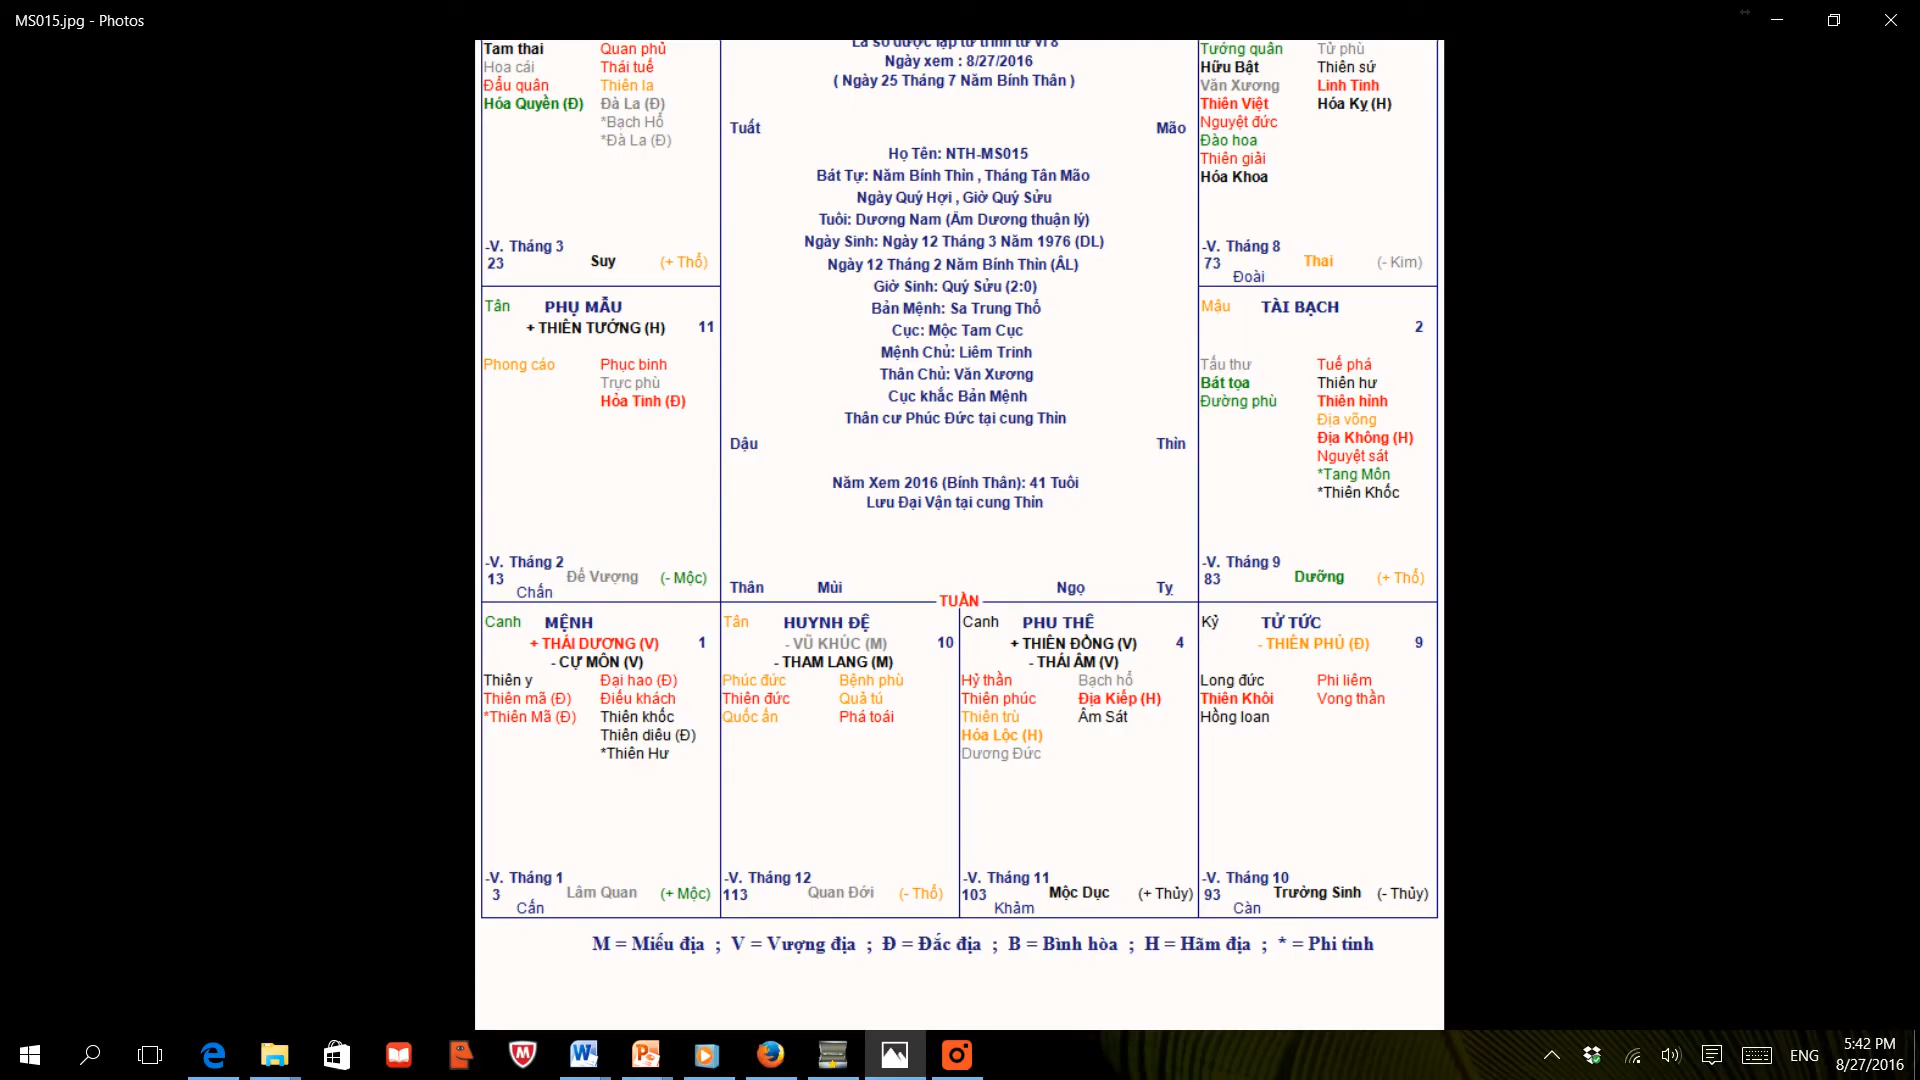 MS015.jpg - Photos
Tam thai
Quan phủ
Hoa cái
Thái tuế
Đẩu quân
Thiên la
Hóa Quyền (Đ)
Đà La (Đ)
*Bạch Hổ
*Đà La (Đ)
-V. Tháng 3
23
Suy
(+ Thổ)
Lá số được lập từ trình tử vi 8
Ngày xem : 8/27/2016
( Ngày 25 Tháng 7 Năm Bính Thân )
Tuất
Mão
Họ Tên: NTH-MS015
Bát Tự: Năm Bính Thìn , Tháng Tân Mão
Ngày Quý Hợi , Giờ Quý Sửu
Tuổi: Dương Nam (Âm Dương thuận lý)
Ngày Sinh: Ngày 12 Tháng 3 Năm 1976 (DL)
Ngày 12 Tháng 2 Năm Bính Thìn (ÂL)
Giờ Sinh: Quý Sửu (2:0)
Bản Mệnh: Sa Trung Thổ
Cục: Mộc Tam Cục
Mệnh Chủ: Liêm Trinh
Thân Chủ: Văn Xương
Cục khắc Bản Mệnh
Thân cư Phúc Đức tại cung Thìn
Dậu
Thìn
Năm Xem 2016 (Bính Thân): 41 Tuổi
Lưu Đại Vận tại cung Thìn
Thân
Mùi
Ngọ
Tỵ
TUẦN
Tướng quân
Tử phù
Hữu Bật
Thiên sứ
Văn Xương
Linh Tinh
Thiên Việt
Hóa Kỵ (H)
Nguyệt đức
Đào hoa
Thiên giải
Hóa Khoa
-V. Tháng 8
73
Thai
(- Kim)
Đoài
Tân
PHỤ MẪU
+ THIÊN TƯỚNG (H)
11
Phong cáo
Phục binh
Trực phù
Hỏa Tinh (Đ)
-V. Tháng 2
13
Đế Vượng
(- Mộc)
Chấn
Mậu
TÀI BẠCH
2
Tấu thư
Tuế phá
Bát tọa
Thiên hư
Đường phù
Thiên hình
Địa võng
Địa Không (H)
Nguyệt sát
*Tang Môn
*Thiên Khốc
-V. Tháng 9
83
Dưỡng
(+ Thổ)
Canh
MỆNH
+ THÁI DƯƠNG (V)
1
- CỰ MÔN (V)
Thiên y
Đại hao (Đ)
Thiên mã (Đ)
Điếu khách
*Thiên Mã (Đ)
Thiên khốc
Thiên diêu (Đ)
*Thiên Hư
-V. Tháng 1
3
Lâm Quan
(+ Mộc)
Cấn
Tân
HUYNH ĐỆ
- VŨ KHÚC (M)
10
- THAM LANG (M)
Phúc đức
Bệnh phù
Thiên đức
Quả tú
Quốc ấn
Phá toái
-V. Tháng 12
113
Quan Đới
(- Thổ)
Canh
PHU THÊ
+ THIÊN ĐỒNG (V)
4
- THÁI ÂM (V)
Hỷ thần
Bạch hổ
Thiên phúc
Địa Kiếp (H)
Thiên trù
Âm Sát
Hóa Lộc (H)
Dương Đức
-V. Tháng 11
103
Mộc Dục
(+ Thủy)
Khảm
Kỷ
TỬ TỨC
- THIÊN PHỦ (Đ)
9
Long đức
Phi liêm
Thiên Khôi
Vong thần
Hồng loan
-V. Tháng 10
93
Trường Sinh
(- Thủy)
Càn
M = Miếu địa ; V = Vượng địa ; Đ = Đắc địa ; B = Bình hòa ; H = Hãm địa ; * = Phi tinh
ENG
5:42 PM
8/27/2016